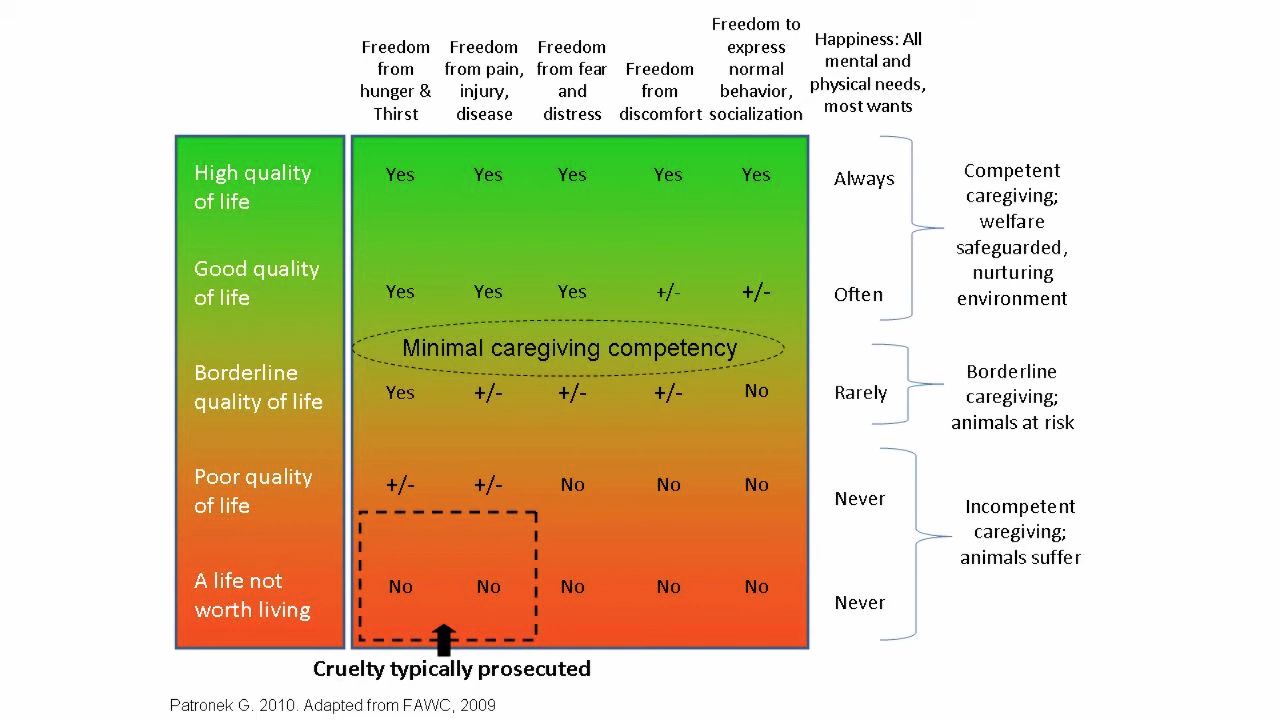 Freedom
from
hunger &
Thirst
Freedom
from pain,
injury,
disease
Freedom
from fear
and
distress
Freedom
from
discomfort
Freedom to
express
normal
behavior,
socialization
Happiness: All
mental and
physical needs,
most wants
High quality
of life
Yes
Yes
Yes
Yes
Yes
Always
Good quality
of life
Yes
Yes
Yes
+/-
+/-
Often
Competent
caregiving;
welfare
safeguarded,
nurturing
environment
Minimal caregiving competency
Borderline
quality of life
Yes
+/-
+/-
+/-
No
Rarely
Borderline
caregiving;
animals at risk
Poor quality
of life
+/-
+/-
No
No
No
Never
A life not
worth living
No
No
No
No
No
Never
Incompetent
caregiving;
animals suffer
Cruelty typically prosecuted
Patronek G. 2010. Adapted from FAWC, 2009